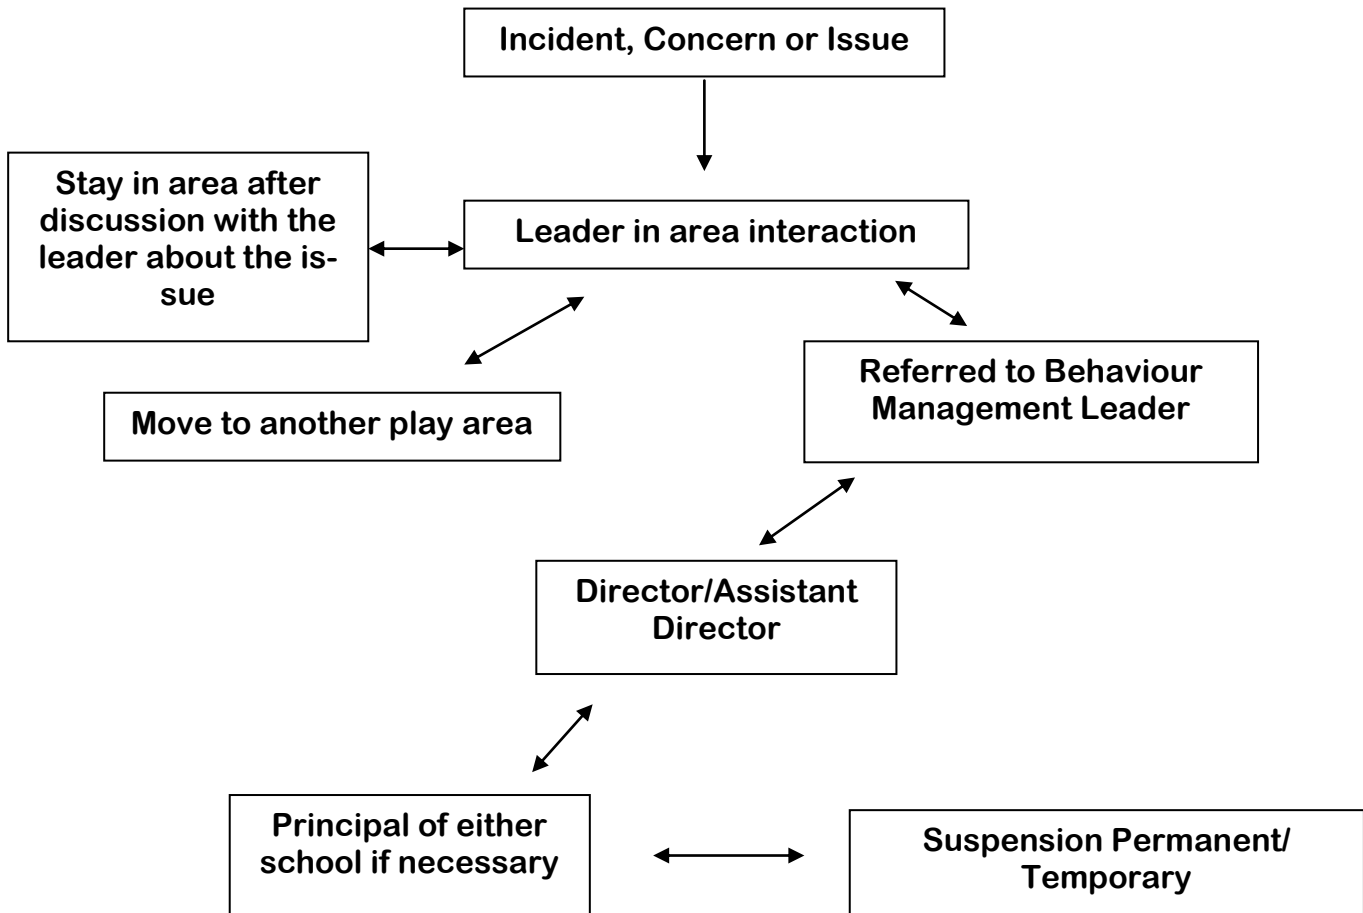 Incident, Concern or Issue
Stay in area after
discussion with the
leader about the is-
sue
Leader in area interaction
Referred to Behaviour
Management Leader
Move to another play area
Director/Assistant
Director
Principal of either
school if necessary
Suspension Permanent/
Temporary